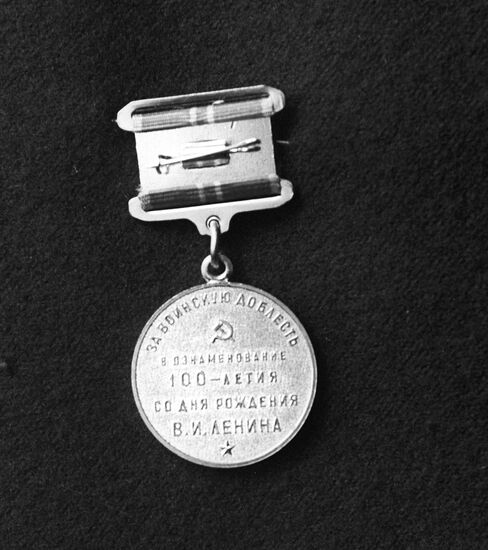 ЗА ВОИНСКУЮ ДОБЛЕСТЬ
В ОЗНАМЕНОВАНИЕ
100-ЛЕТИЯ
СО ДНЯ РОЖДЕНИЯ
В.И.ЛЕНИНА